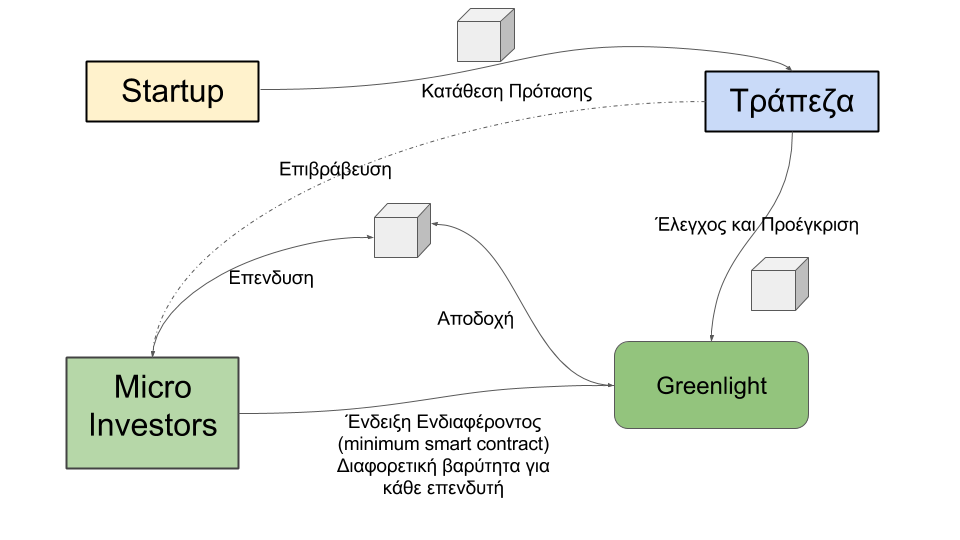 Startup
Κατάθεση Πρότασης
Τράπεζα
Επιβράβευση
Έλεγχος και Προέγκριση
Επενδυση
Αποδοχή
Micro
Investors
Greenlight
Ένδειξη Ενδιαφέροντος
(minimum smart contract)
Διαφορετική βαρύτητα για
κάθε επενδυτή